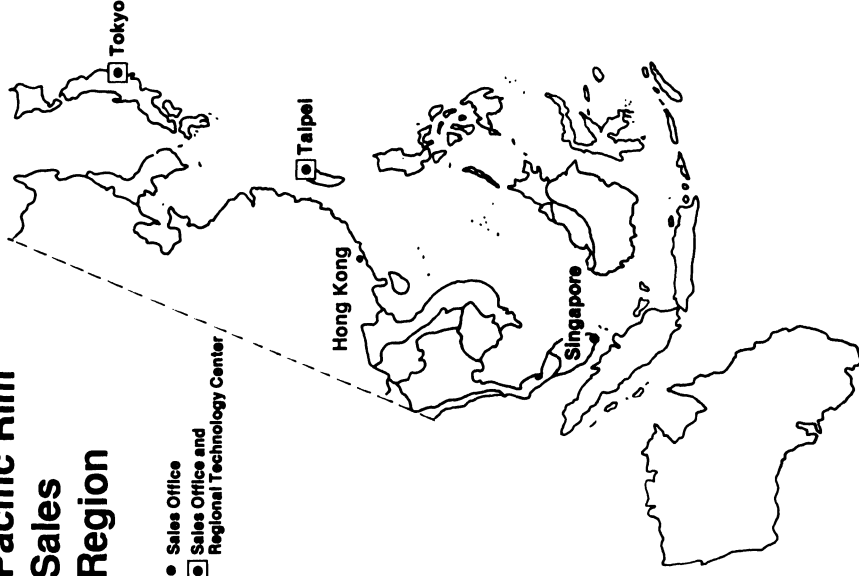 Pacific Rim
Sales
Region
Sales Office
Sales Office and
Regional Technology Center
Tokyo
Taipei
Hong Kong
Singapore